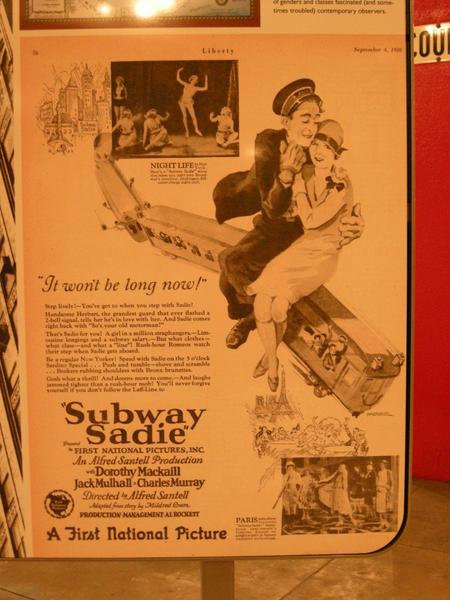 of genders and classes fascinated (and some-
times troubled) contemporary observers.
COU
56
Liberty
September 4, 1926
NIGHT LIFE in New
"It won't be long now!"
Step lively!—You've got to when you step with Sadie!
Handsome Herbert, the grandest guard that ever flashed a
2-bell signal, tells her he's in love with her. And Sadie comes
right back with "So's your old motorman!"
That's Sadie for you! A girl in a million straphangers,—Lim-
ousine longings and a subway salary,—But what clothes—
what class—and what a "line"! Rush-hour Romeos watch
their step when Sadie gets aboard.
Be a regular New Yorker! Spend with Sadie on the 5 o'clock
Sardine Special . . . Push and tumble—shove and scramble
. . . Brokers rubbing shoulders with Bronx brunettes.
Gosh what a thrill! And dozens more to come,—And laughs
jammed tighter than a rush-hour mob! You'll never forgive
yourself if you don't follow the Laff-Line to
"Subway
Sadie"
Presented
by FIRST NATIONAL PICTURES, INC.
An Alfred Santell Production
with Dorothy Mackaill
Jack Mulhall & Charles Murray
Directed by Alfred Santell
Adapted from story by Mildred Cram
PRODUCTION MANAGEMENT AL ROCKETT
A First National Picture
PARIS